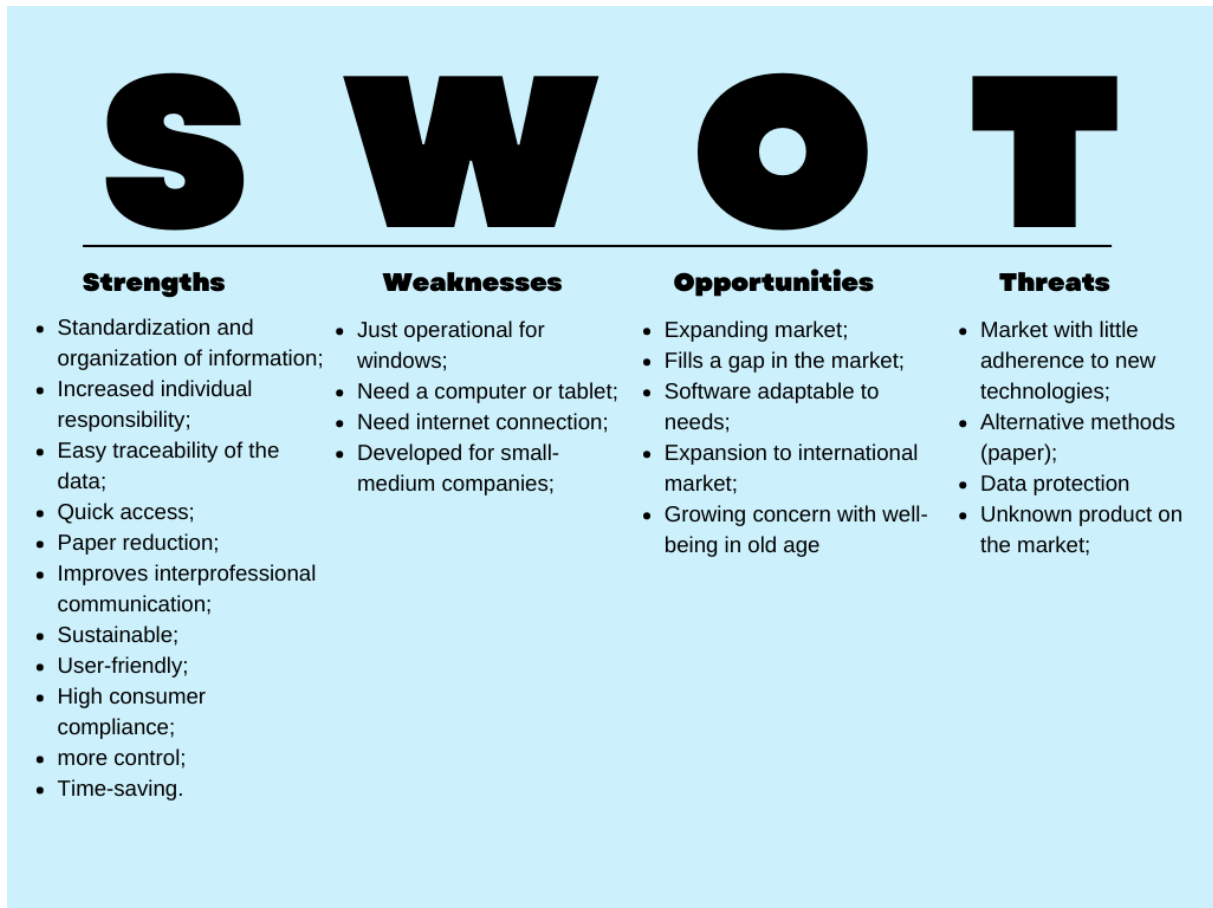 S W O T
Strengths
• Standardization and
organization of information;
• Increased individual
responsibility;
• Easy traceability of the
data;
• Quick access;
• Paper reduction;
• Improves interprofessional
communication;
• Sustainable;
• User-friendly;
• High consumer
compliance;
• more control;
• Time-saving.
Weaknesses
• Just operational for
windows;
• Need a computer or tablet;
• Need internet connection;
• Developed for small-
medium companies;
Opportunities
• Expanding market;
• Fills a gap in the market;
• Software adaptable to
needs;
• Expansion to international
market;
• Growing concern with well-
being in old age
Threats
• Market with little
adherence to new
technologies;
• Alternative methods
(paper);
• Data protection
• Unknown product on
the market;